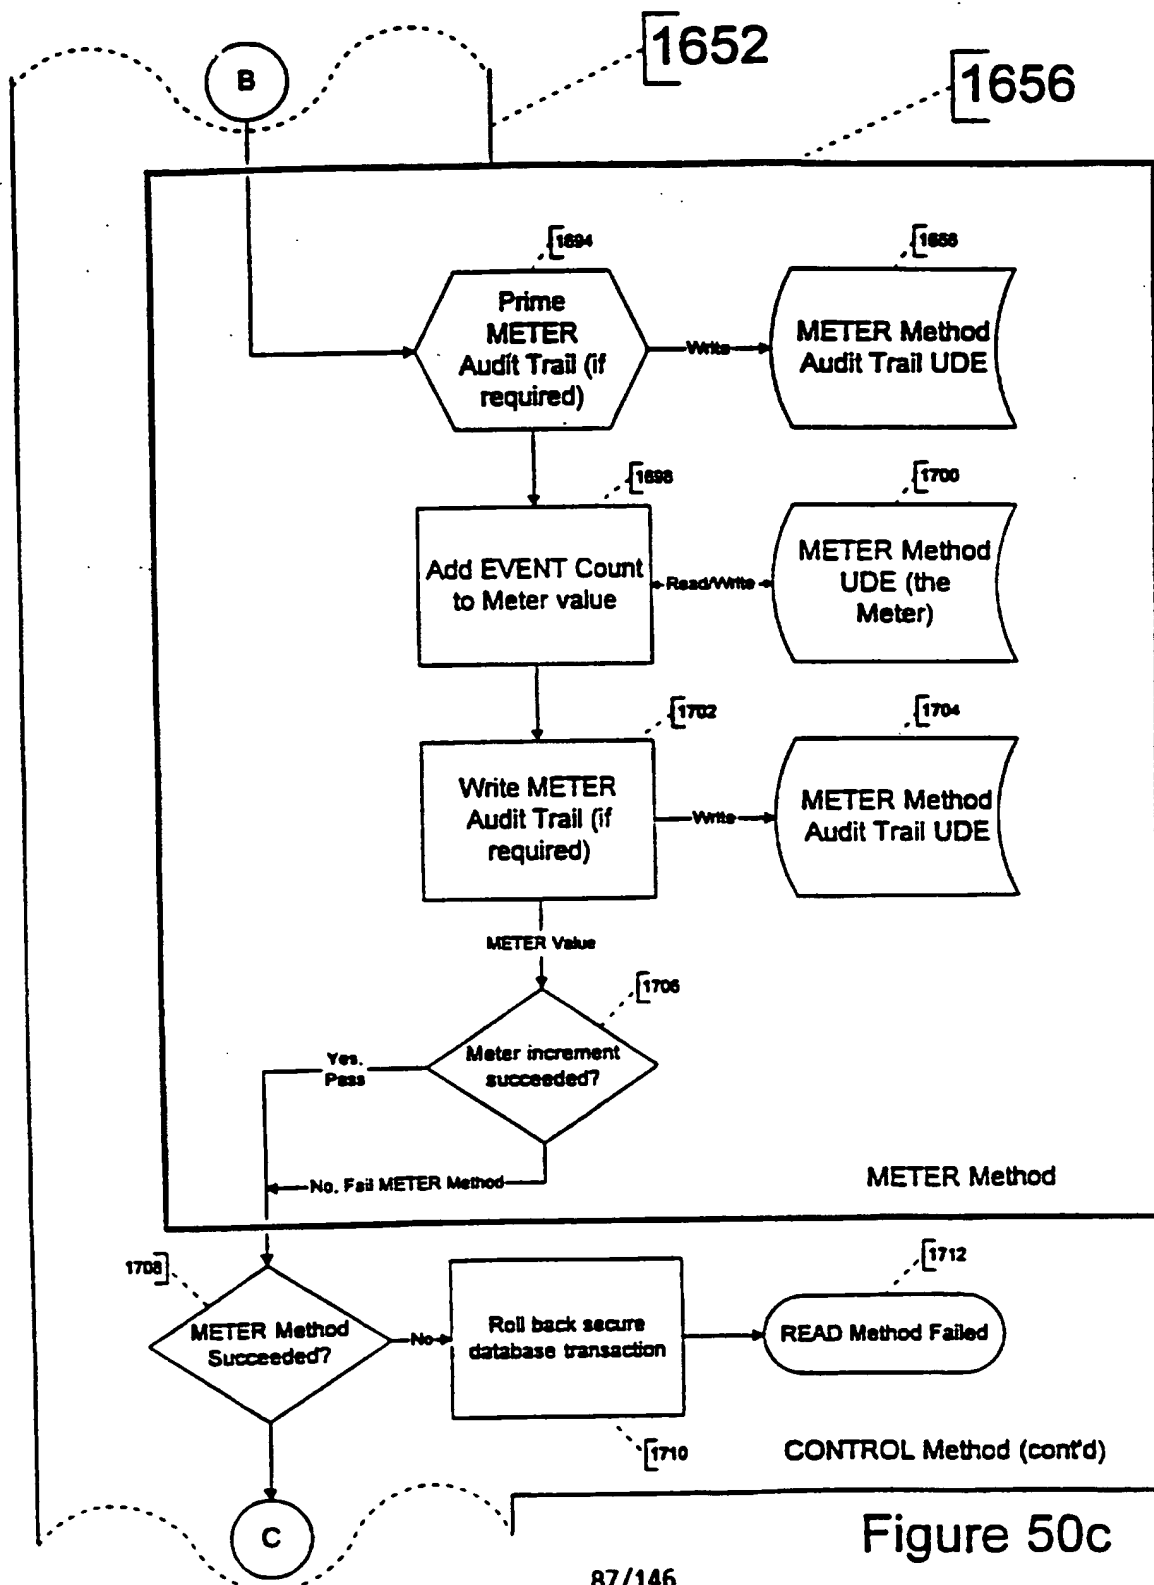 1652
B
1656
1694
Prime
METER
Audit Trail (if
required)
Write
METER Method
Audit Trail UDE
1698
Add EVENT Count
to Meter value
Read/Write
1700
METER Method
UDE (the
Meter)
1702
Write METER
Audit Trail (if
required)
Write
1704
METER Method
Audit Trail UDE
METER Value
1706
Meter increment
succeeded?
Yes.
Pass
No. Fail METER Method
METER Method
1708
METER Method
Succeeded?
No
Roll back secure
database transaction
1710
1712
READ Method Failed
CONTROL Method (cont'd)
C
Figure 50c
87/146